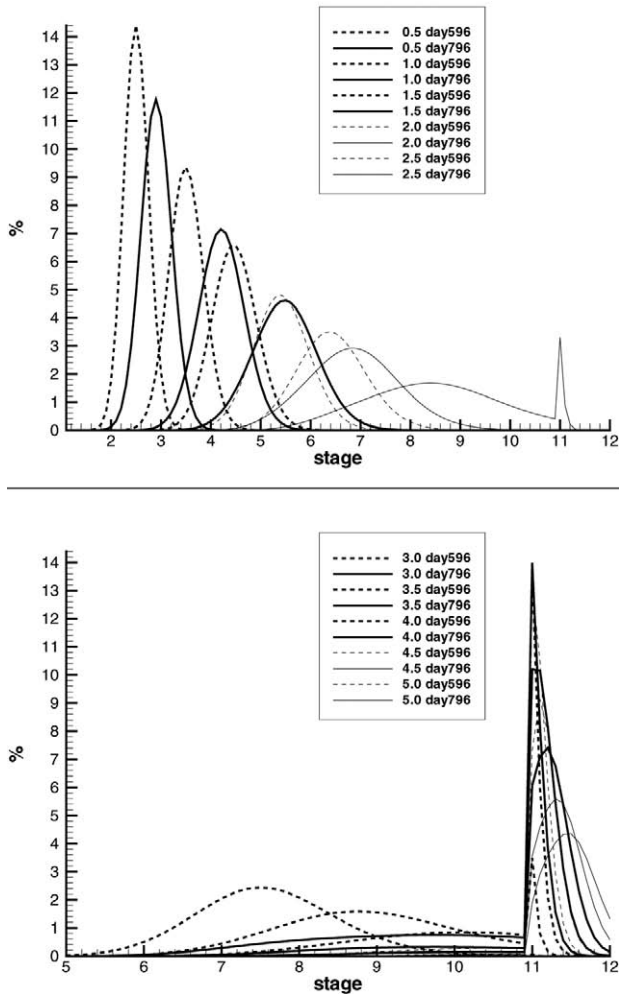 14
13
12
11
10
9
8
7
6
5
4
3
2
1
0
%
0.5 day596
0.5 day796
1.0 day596
1.0 day796
1.5 day596
1.5 day796
2.0 day596
2.0 day796
2.5 day596
2.5 day796
2 3 4 5 6 7 8 9 10 11 12
stage
14
13
12
11
10
9
8
7
6
5
4
3
2
1
0
%
3.0 day596
3.0 day796
3.5 day596
3.5 day796
4.0 day596
4.0 day796
4.5 day596
4.5 day796
5.0 day596
5.0 day796
5 6 7 8 9 10 11 12
stage